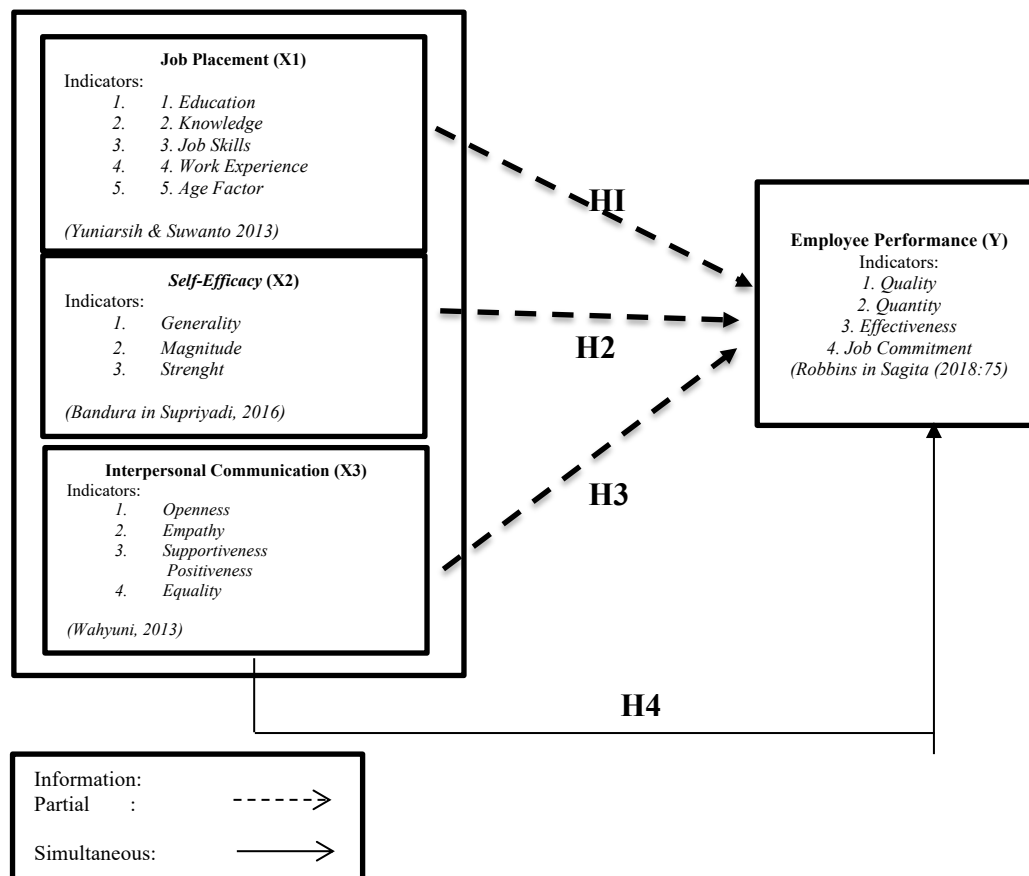 Job Placement (X1)
Indicators:
1. 1. Education
2. 2. Knowledge
3. 3. Job Skills
4. 4. Work Experience
5. 5. Age Factor
(Yuniarsih & Suwanto 2013)
Self-Efficacy (X2)
Indicators:
1. Generality
2. Magnitude
3. Strenght
(Bandura in Supriyadi, 2016)
Interpersonal Communication (X3)
Indicators:
1. Openness
2. Empathy
3. Supportiveness
Positiveness
4. Equality
(Wahyuni, 2013)
HI
H2
H3
H4
Employee Performance (Y)
Indicators:
1. Quality
2. Quantity
3. Effectiveness
4. Job Commitment
(Robbins in Sagita (2018:75)
Information:
Partial :
Simultaneous: